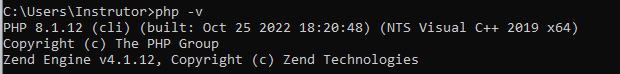 C:\Users\Instrutor>php -v
PHP 8.1.12 (cli) (built: Oct 25 2022 18:20:48) (NTS Visual C++ 2019 x64)
Copyright (c) The PHP Group
Zend Engine v4.1.12, Copyright (c) Zend Technologies